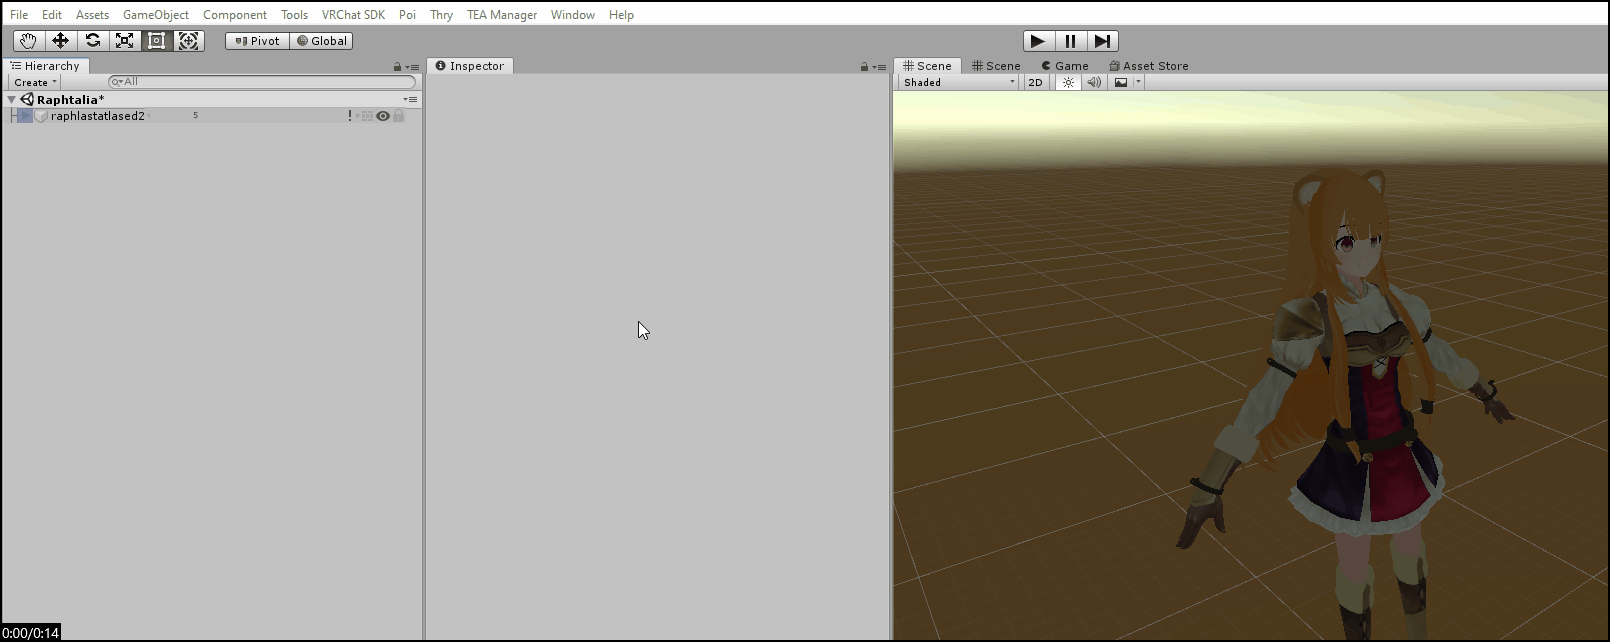 File Edit Assets GameObject Component Tools VRChat SDK Poi Thry TEA Manager Window Help
Pivot Global
Hierarchy Inspector Scene Scene Game Asset Store
Create All Shaded 2D
Raphtalia*
raphlastatlased2 5 !
0:00/0:14